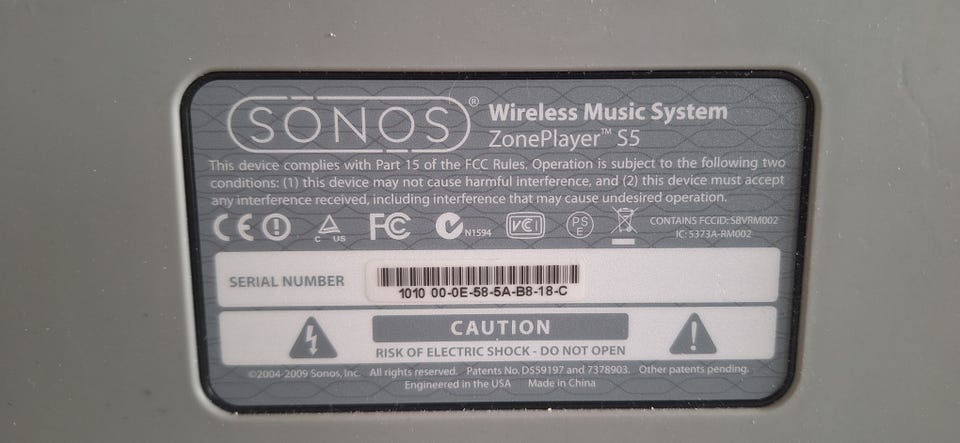 SONOS®
Wireless Music System
ZonePlayer™ S5
This device complies with Part 15 of the FCC Rules. Operation is subject to the following two
conditions: (1) this device may not cause harmful interference, and (2) this device must accept
any interference received, including interference that may cause undesired operation.
CE FC N1594 VCI PSE CONTAINS FCCID: SBVRM002
C US IC: 5373A-RM002
SERIAL NUMBER
1010 00-0E-58-5A-B8-18-C
CAUTION
RISK OF ELECTRIC SHOCK - DO NOT OPEN
©2004-2009 Sonos, Inc. All rights reserved. Patents No. D559197 and 7378903. Other patents pending.
Engineered in the USA Made in China